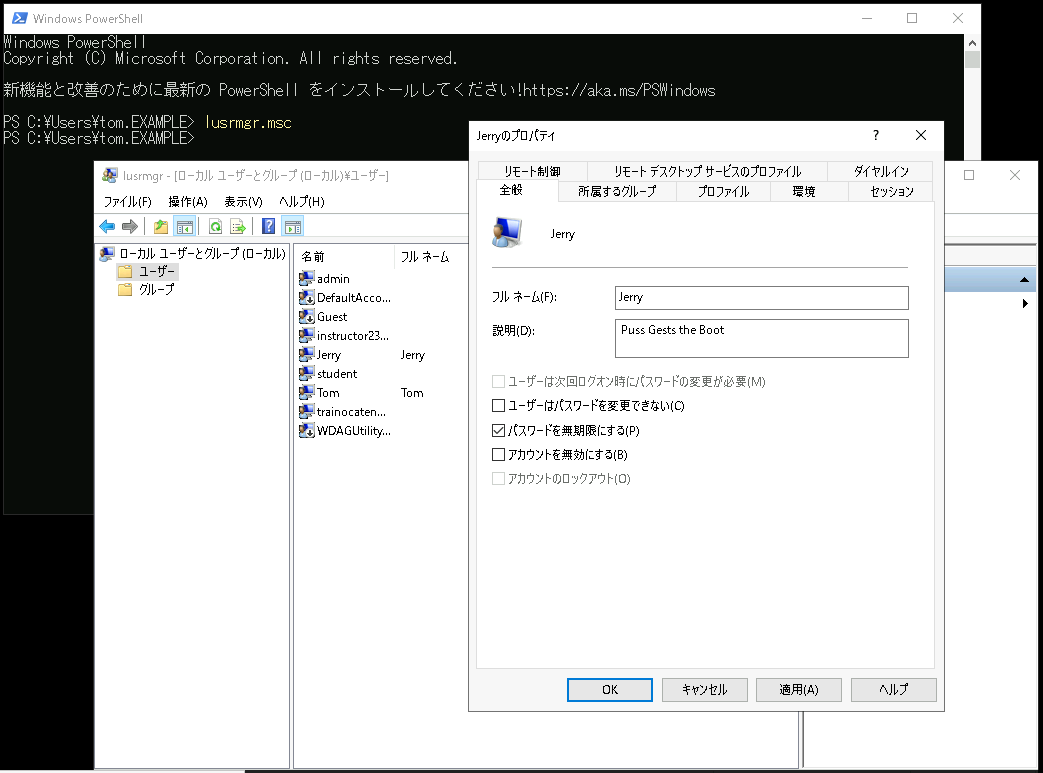 Windows PowerShell
Windows PowerShell
Copyright (C) Microsoft Corporation. All rights reserved.
新機能と改善のために最新の PowerShell をインストールしてください!https://aka.ms/PSWindows
PS C:¥Users¥tom.EXAMPLE> lusrmgr.msc
PS C:¥Users¥tom.EXAMPLE>
lusrmgr - [ローカル ユーザーとグループ (ローカル)¥ユーザー]
ファイル(F) 操作(A) 表示(V) ヘルプ(H)
ローカル ユーザーとグループ (ローカル)
ユーザー
グループ
名前 フル ネーム
admin
DefaultAcco...
Guest
instructor23...
Jerry Jerry
student
Tom Tom
trainocaten...
WDAGUtility...
Jerryのプロパティ
リモート制御 リモート デスクトップ サービスのプロファイル ダイヤルイン
全般 所属するグループ プロファイル 環境 セッション
Jerry
フル ネーム(F): Jerry
説明(D): Puss Gests the Boot
ユーザーは次回ログオン時にパスワードの変更が必要(M)
ユーザーはパスワードを変更できない(C)
パスワードを無期限にする(P)
アカウントを無効にする(B)
アカウントのロックアウト(O)
OK キャンセル 適用(A) ヘルプ